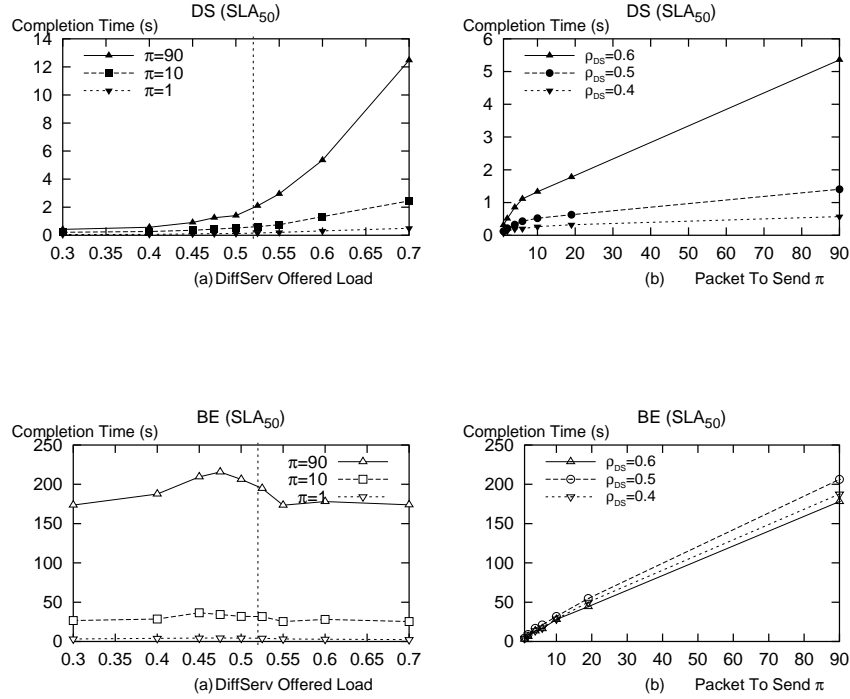 DS (SLA50)
Completion Time (s)
14
12
10
8
6
4
2
0
π=90
π=10
π=1
0.3 0.35 0.4 0.45 0.5 0.55 0.6 0.65 0.7
(a) DiffServ Offered Load
DS (SLA50)
Completion Time (s)
6
5
4
3
2
1
0
ρDS=0.6
ρDS=0.5
ρDS=0.4
10 20 30 40 50 60 70 80 90
(b) Packet To Send π
BE (SLA50)
Completion Time (s)
250
200
150
100
50
0
π=90
π=10
π=1
0.3 0.35 0.4 0.45 0.5 0.55 0.6 0.65 0.7
(a) DiffServ Offered Load
BE (SLA50)
Completion Time (s)
250
200
150
100
50
0
ρDS=0.6
ρDS=0.5
ρDS=0.4
10 20 30 40 50 60 70 80 90
(b) Packet To Send π